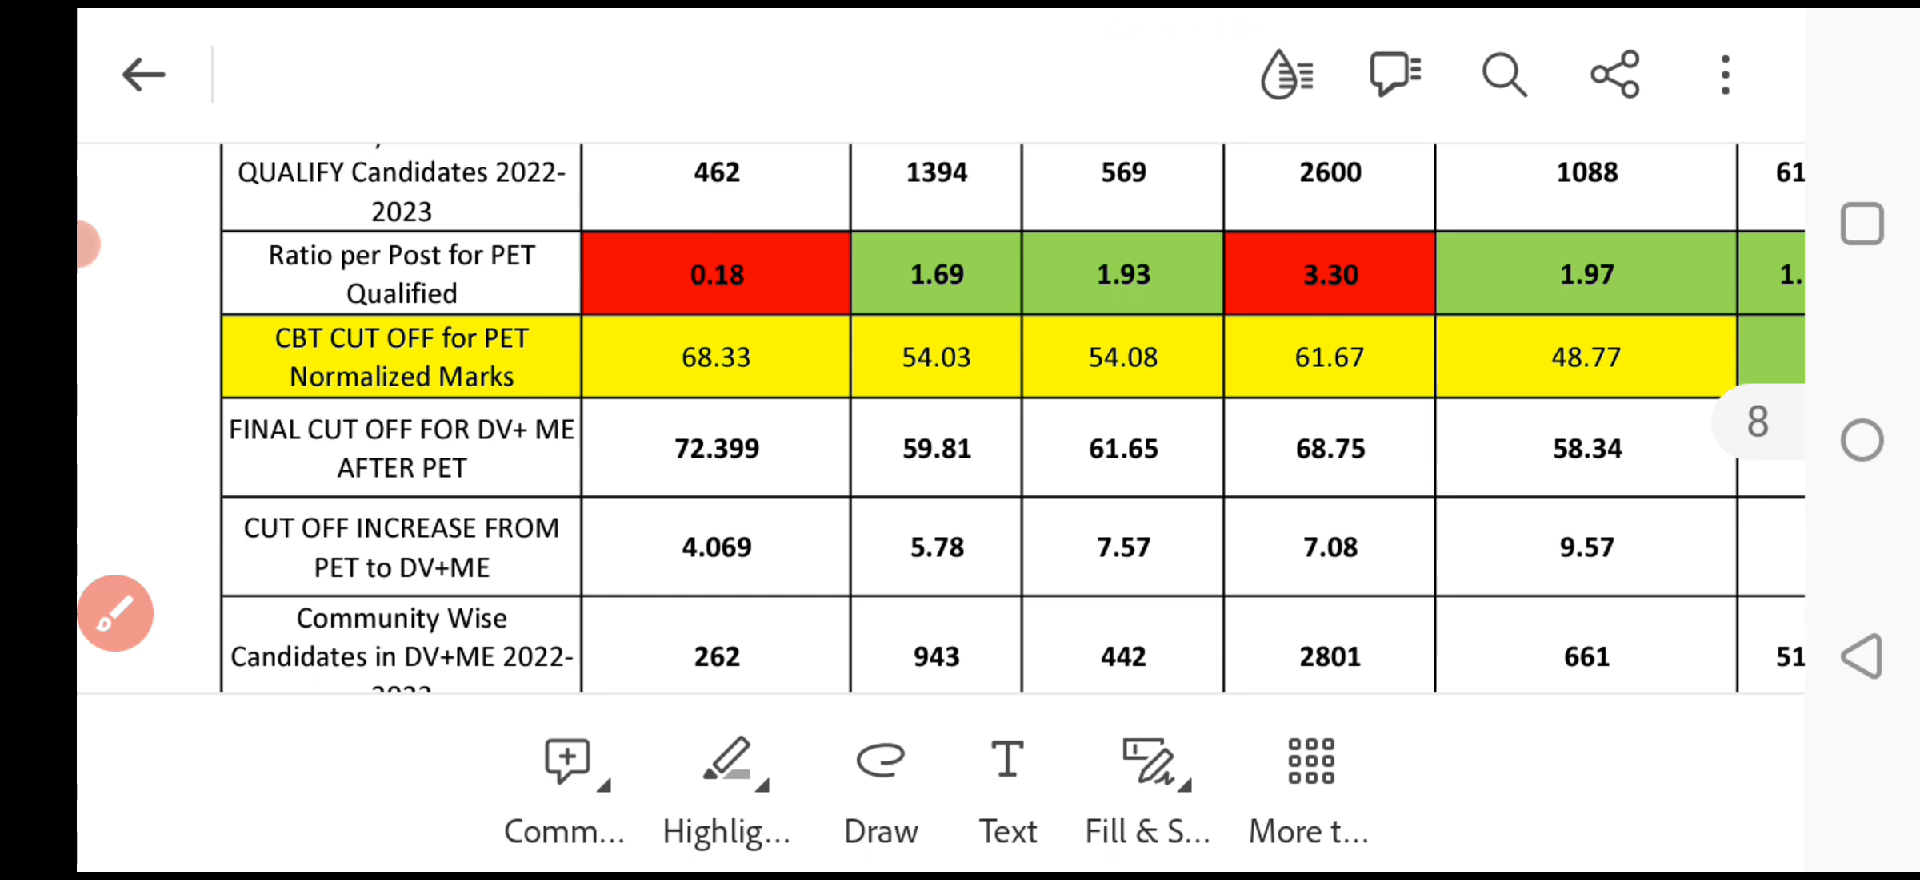 QUALIFY Candidates 2022-
2023
462 1394 569 2600 1088 61
Ratio per Post for PET
Qualified
0.18 1.69 1.93 3.30 1.97 1.
CBT CUT OFF for PET
Normalized Marks
68.33 54.03 54.08 61.67 48.77
8
FINAL CUT OFF FOR DV+ ME
AFTER PET
72.399 59.81 61.65 68.75 58.34
CUT OFF INCREASE FROM
PET to DV+ME
4.069 5.78 7.57 7.08 9.57
Community Wise
Candidates in DV+ME 2022-
262 943 442 2801 661 51
Comm... Highlig... Draw Text Fill & S... More t...